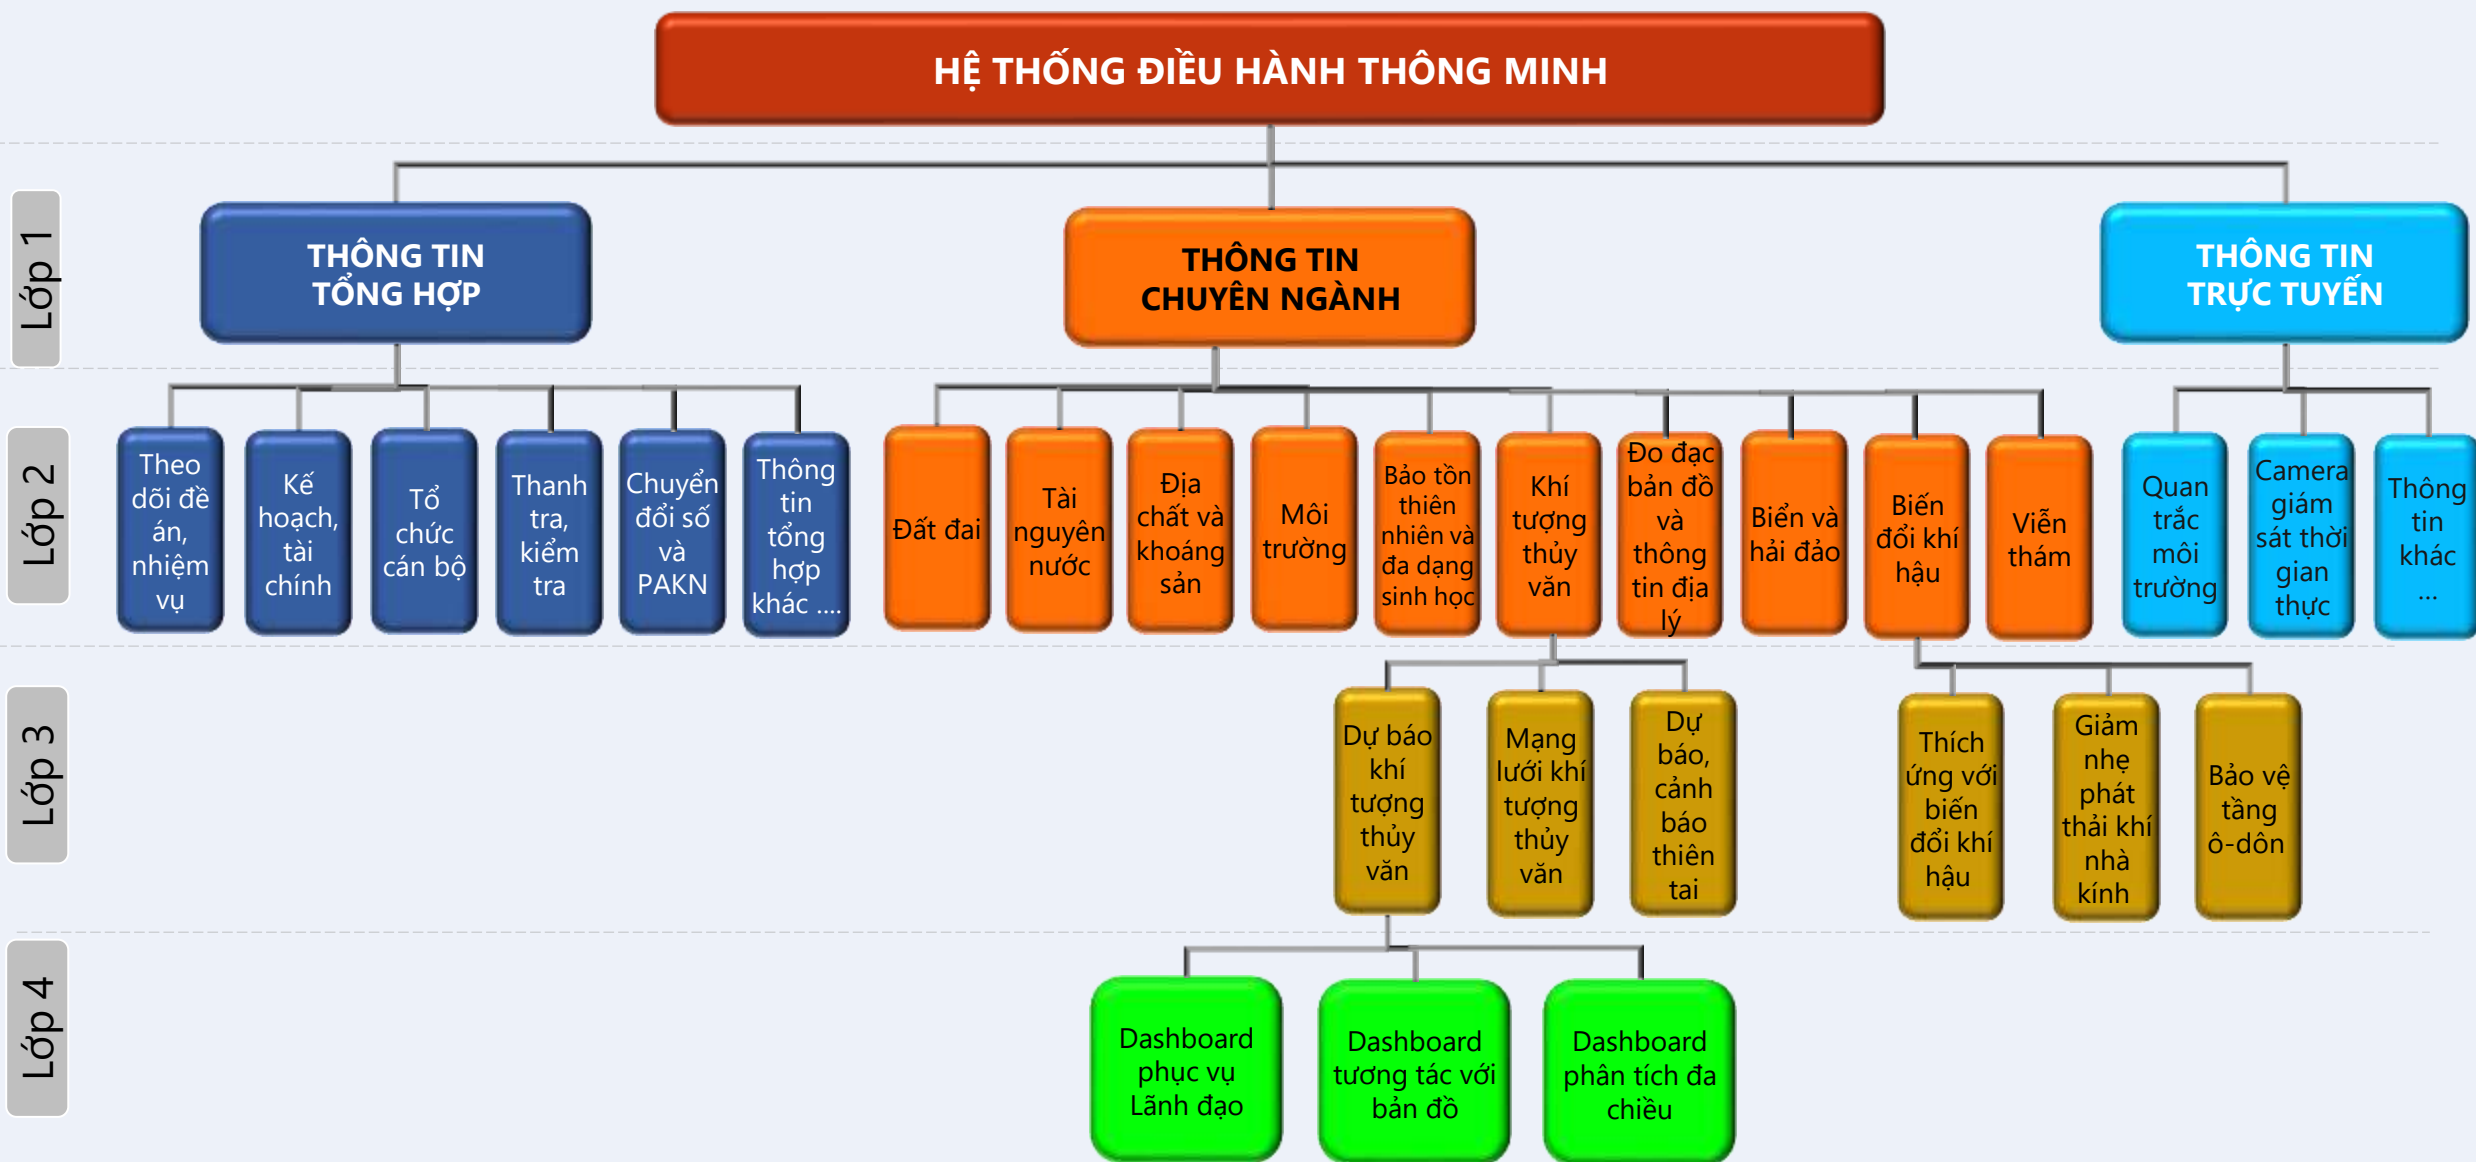 HỆ THỐNG ĐIỀU HÀNH THÔNG MINH
Lớp 1
THÔNG TIN
TỔNG HỢP
THÔNG TIN
CHUYÊN NGÀNH
THÔNG TIN
TRỰC TUYẾN
Lớp 2
Theo
dõi đề
án,
nhiệm
vụ
Kế
hoạch,
tài
chính
Tổ
chức
cán bộ
Thanh
tra,
kiểm
tra
Chuyển
đổi số
và
PAKN
Thông
tin
tổng
hợp
khác ....
Đất đai
Tài
nguyên
nước
Địa
chất và
khoáng
sản
Môi
trường
Bảo tồn
thiên
nhiên và
đa dạng
sinh học
Khí
tượng
thủy
văn
Đo đạc
bản đồ
và
thông
tin địa
lý
Biển và
hải đảo
Biến
đổi khí
hậu
Viễn
thám
Quan
trắc
môi
trường
Camera
giám
sát thời
gian
thực
Thông
tin
khác
...
Lớp 3
Dự báo
khí
tượng
thủy
văn
Mạng
lưới khí
tượng
thủy
văn
Dự
báo,
cảnh
báo
thiên
tai
Thích
ứng với
biến
đổi khí
hậu
Giảm
nhẹ
phát
thải khí
nhà
kính
Bảo vệ
tầng
ô-dôn
Lớp 4
Dashboard
phục vụ
Lãnh đạo
Dashboard
tương tác với
bản đồ
Dashboard
phân tích đa
chiều